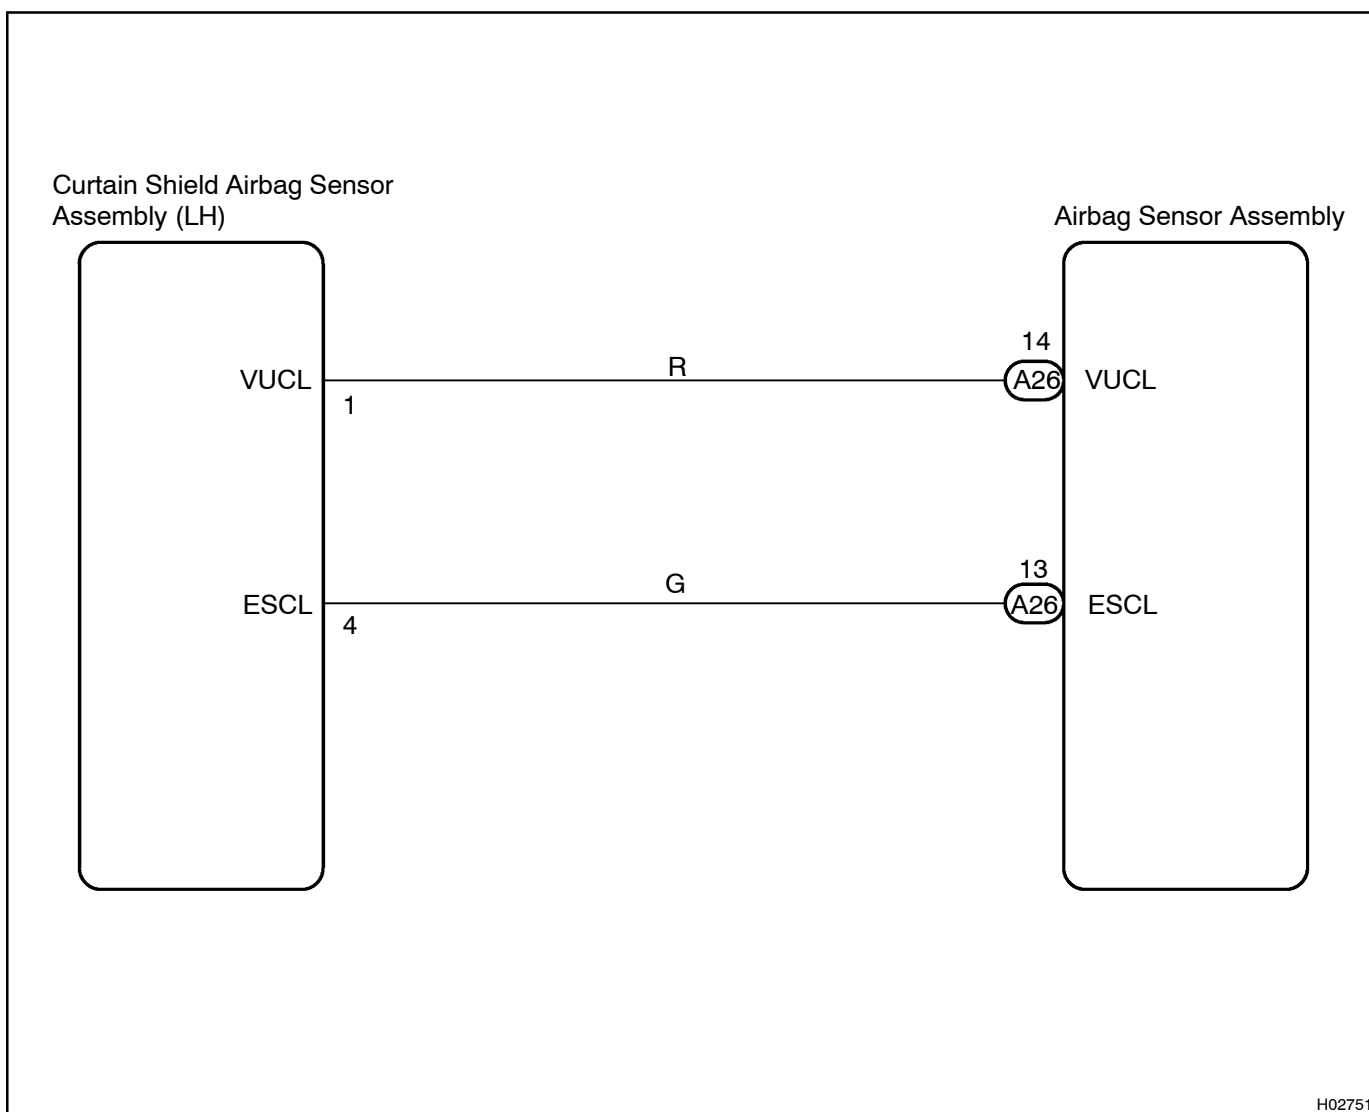 Curtain Shield Airbag Sensor
Assembly (LH)
Airbag Sensor Assembly
14
R
VUCL
A26
VUCL
1
13
G
ESCL
A26
ESCL
4
H02751